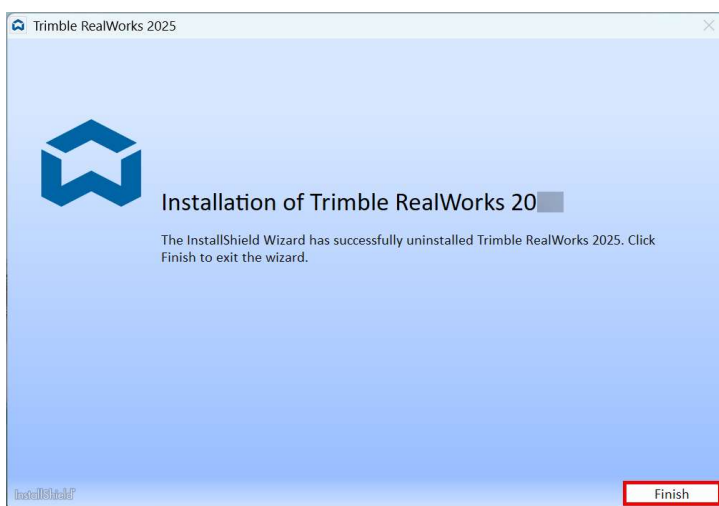 Trimble RealWorks 2025
Installation of Trimble RealWorks 20
The InstallShield Wizard has successfully uninstalled Trimble RealWorks 2025. Click
Finish to exit the wizard.
InstallShield
Finish